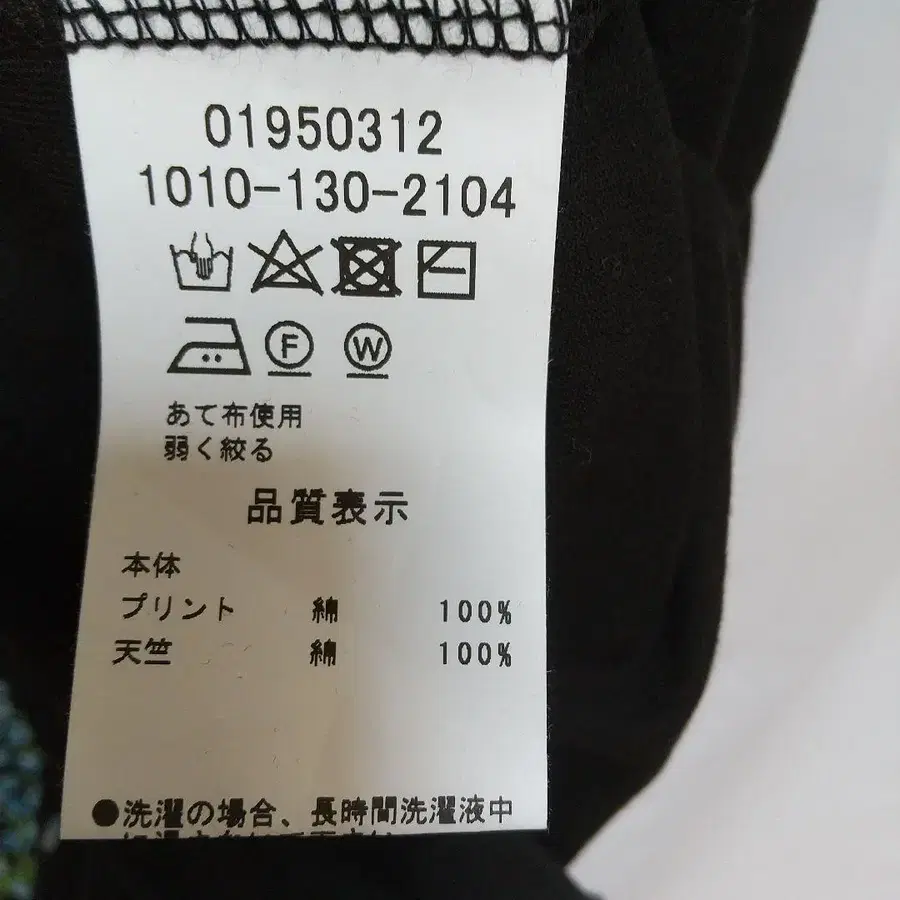 01950312
1010-130-2104
F W
あて布使用
弱く絞る
品質表示
本体
プリント 綿 100%
天竺 綿 100%
●洗濯の場合、長時間洗濯液中